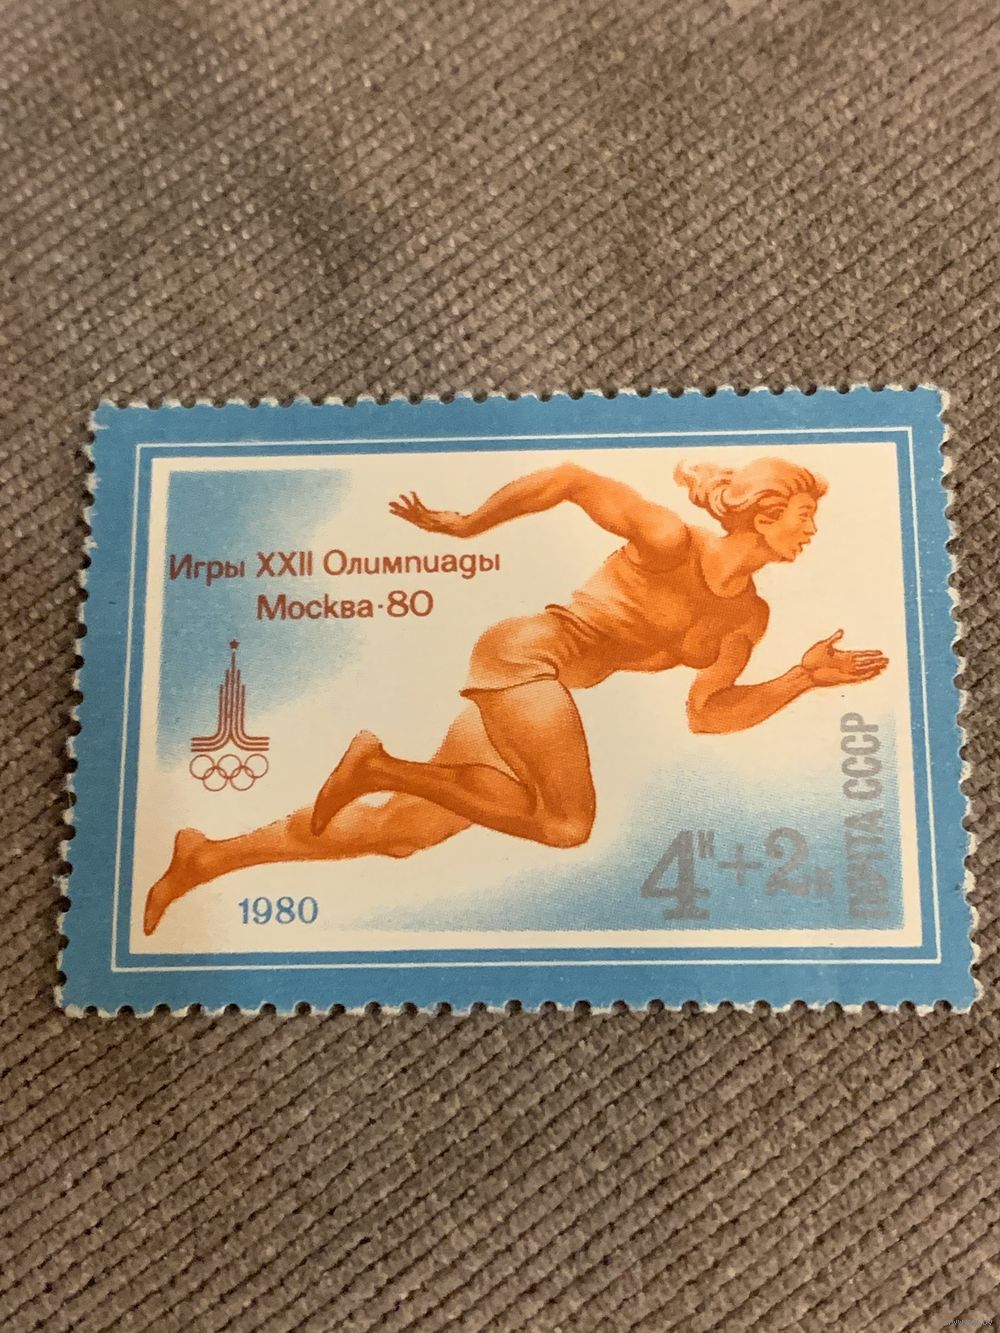 Игры XXII Олимпиады
Москва·80
1980
4к+2к
ПОЧТА СССР